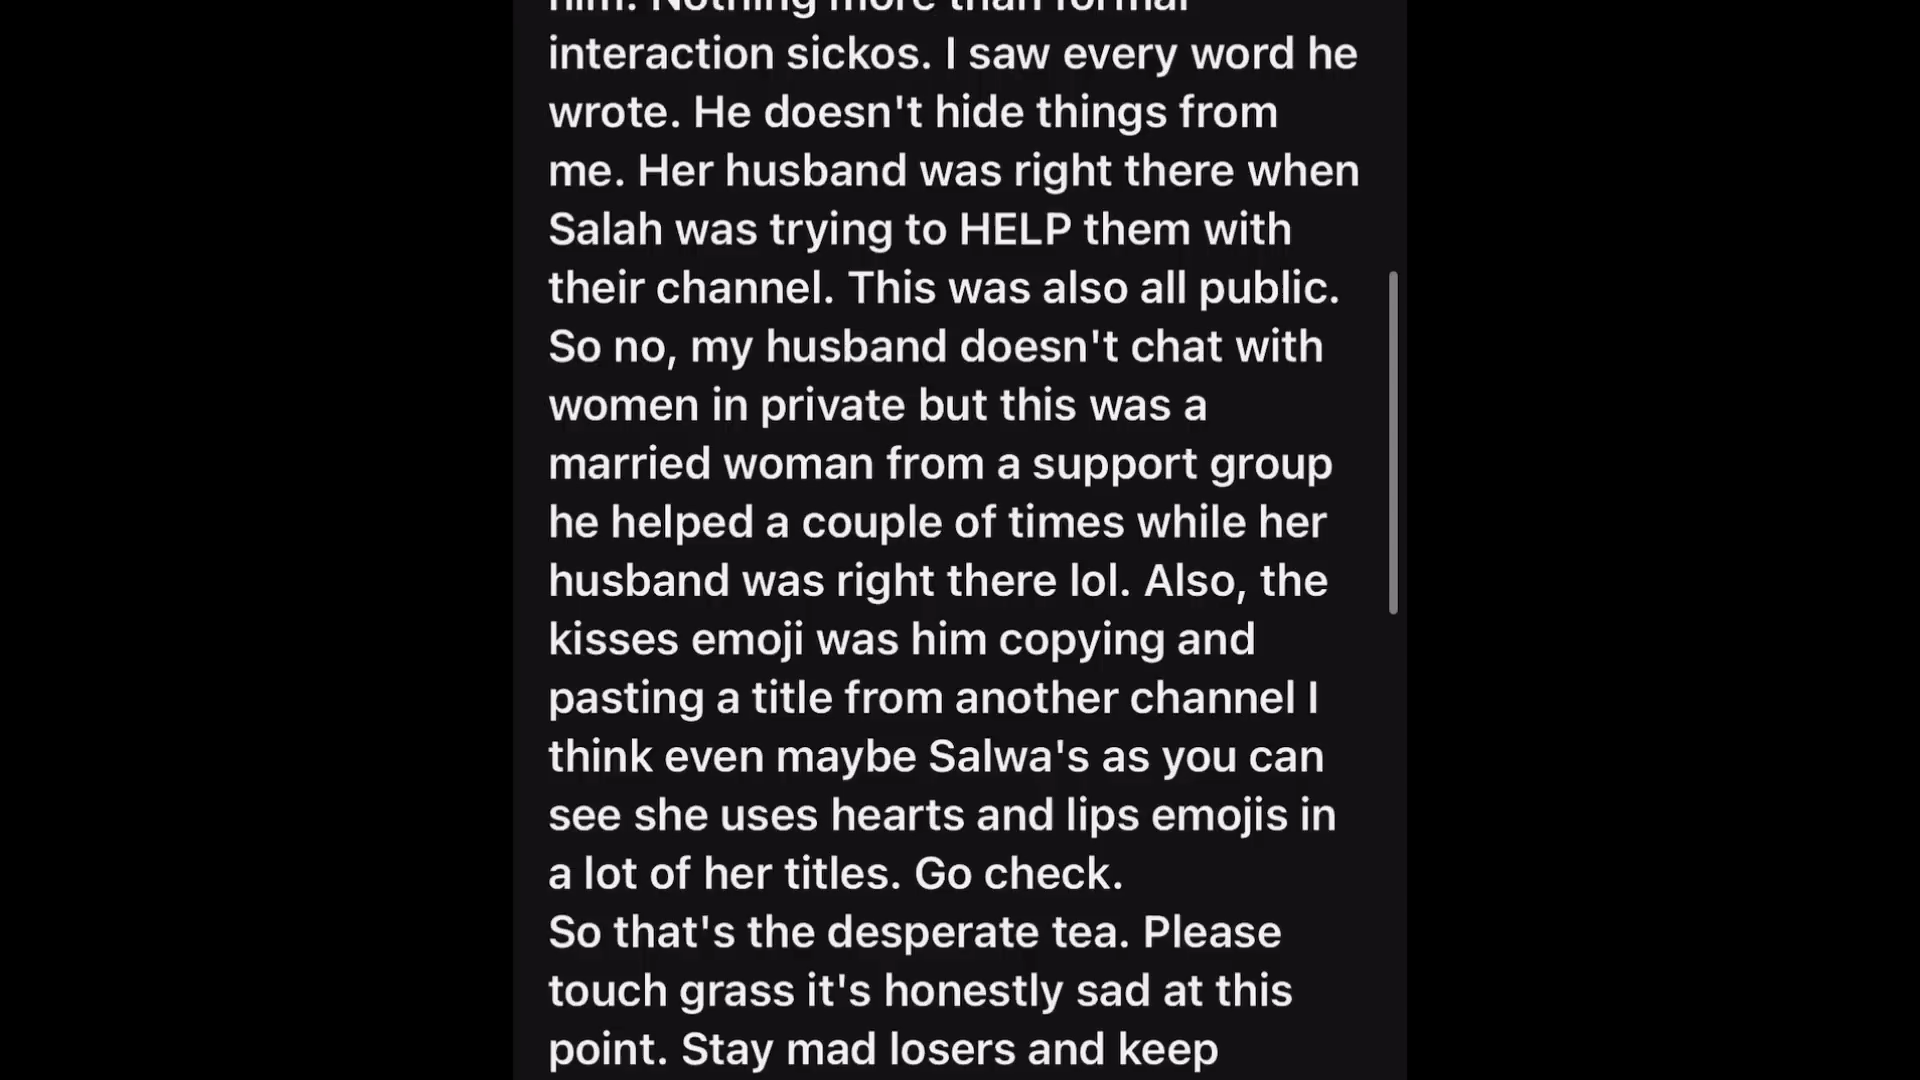 him. Nothing more than formal
interaction sickos. I saw every word he
wrote. He doesn't hide things from
me. Her husband was right there when
Salah was trying to HELP them with
their channel. This was also all public.
So no, my husband doesn't chat with
women in private but this was a
married woman from a support group
he helped a couple of times while her
husband was right there lol. Also, the
kisses emoji was him copying and
pasting a title from another channel I
think even maybe Salwa's as you can
see she uses hearts and lips emojis in
a lot of her titles. Go check.
So that's the desperate tea. Please
touch grass it's honestly sad at this
point. Stay mad losers and keep